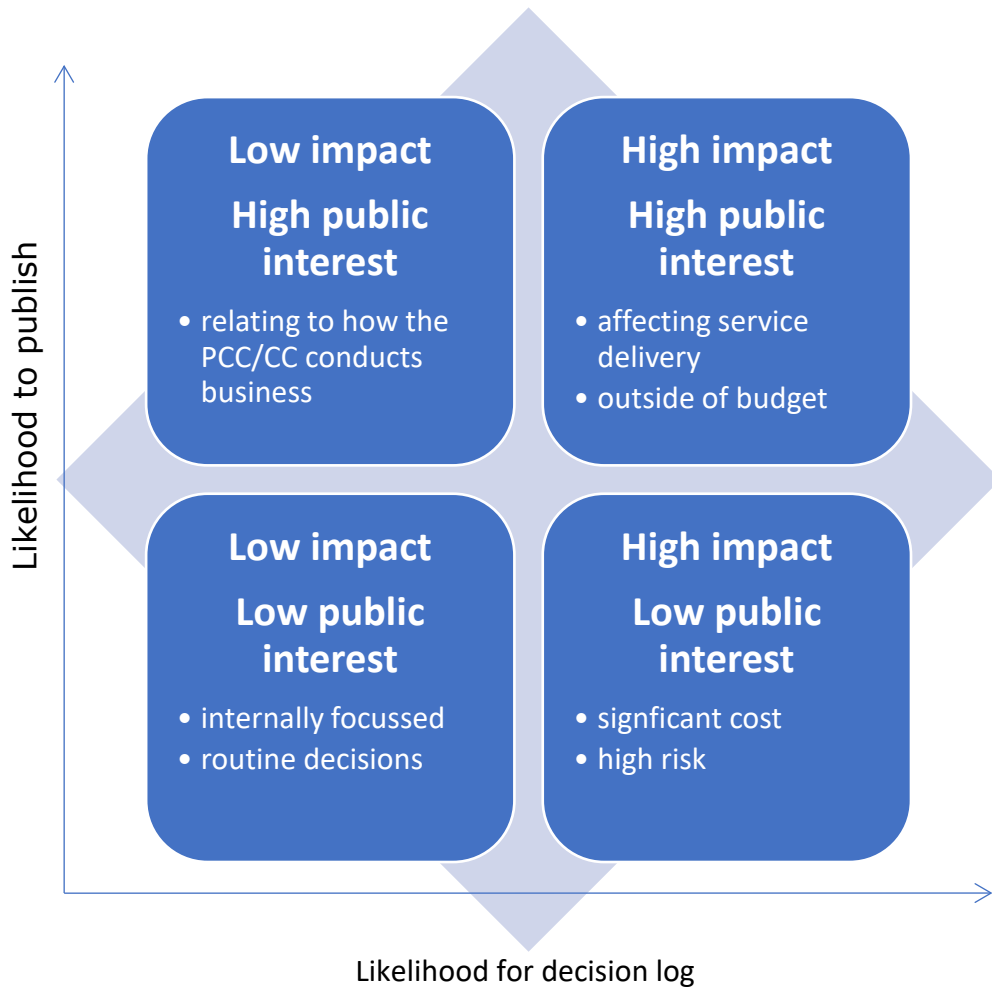 Likelihood to publish
Low impact
High public
interest
• relating to how the
PCC/CC conducts
business
High impact
High public
interest
• affecting service
delivery
• outside of budget
Low impact
Low public
interest
• internally focussed
• routine decisions
High impact
Low public
interest
• signficant cost
• high risk
Likelihood for decision log